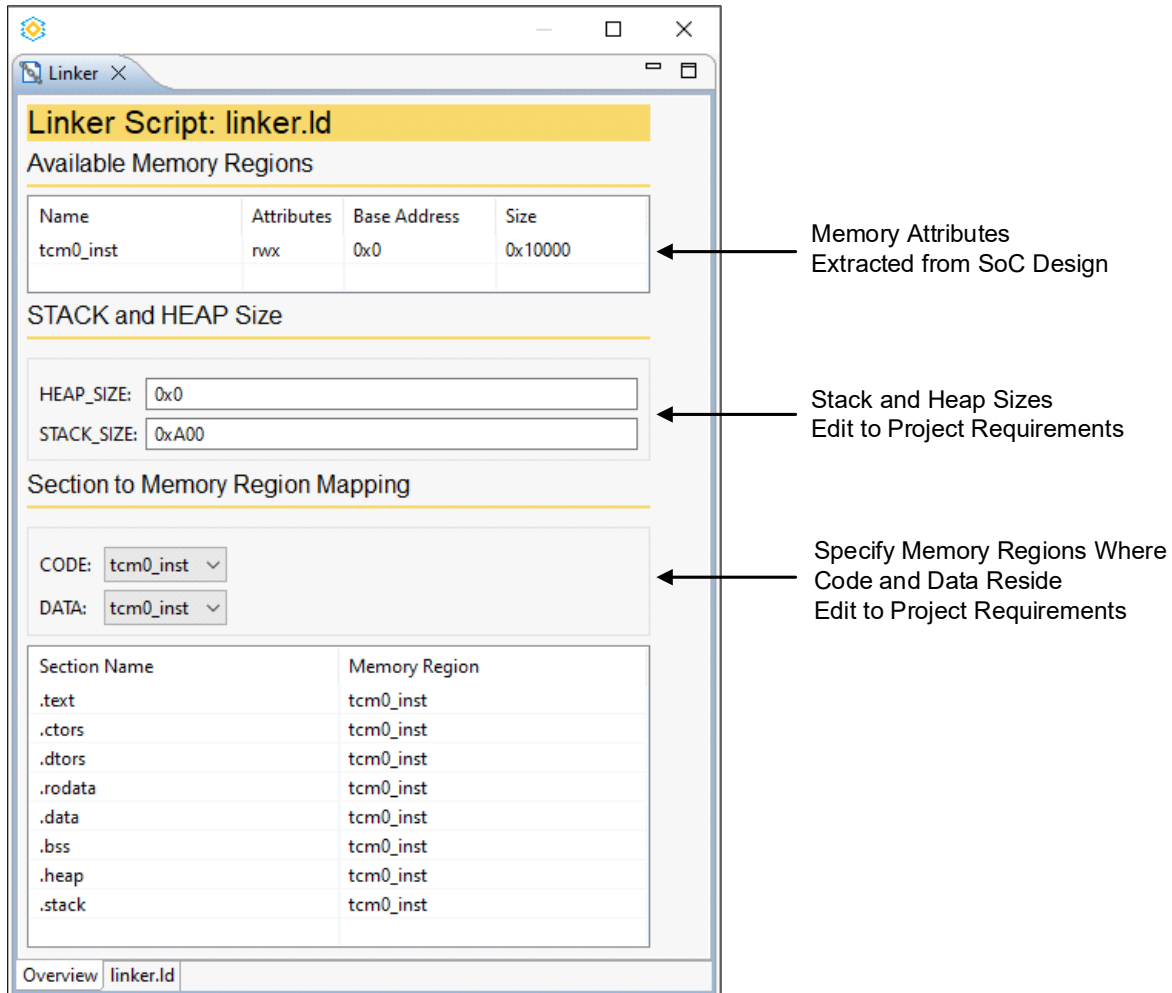 Linker
Linker Script: linker.ld
Available Memory Regions
Name Attributes Base Address Size
tcm0_inst rwx 0x0 0x10000
Memory Attributes
Extracted from SoC Design
STACK and HEAP Size
HEAP_SIZE: 0x0
STACK_SIZE: 0xA00
Stack and Heap Sizes
Edit to Project Requirements
Section to Memory Region Mapping
CODE: tcm0_inst
DATA: tcm0_inst
Specify Memory Regions Where
Code and Data Reside
Edit to Project Requirements
Section Name Memory Region
.text tcm0_inst
.ctors tcm0_inst
.dtors tcm0_inst
.rodata tcm0_inst
.data tcm0_inst
.bss tcm0_inst
.heap tcm0_inst
.stack tcm0_inst
Overview linker.ld